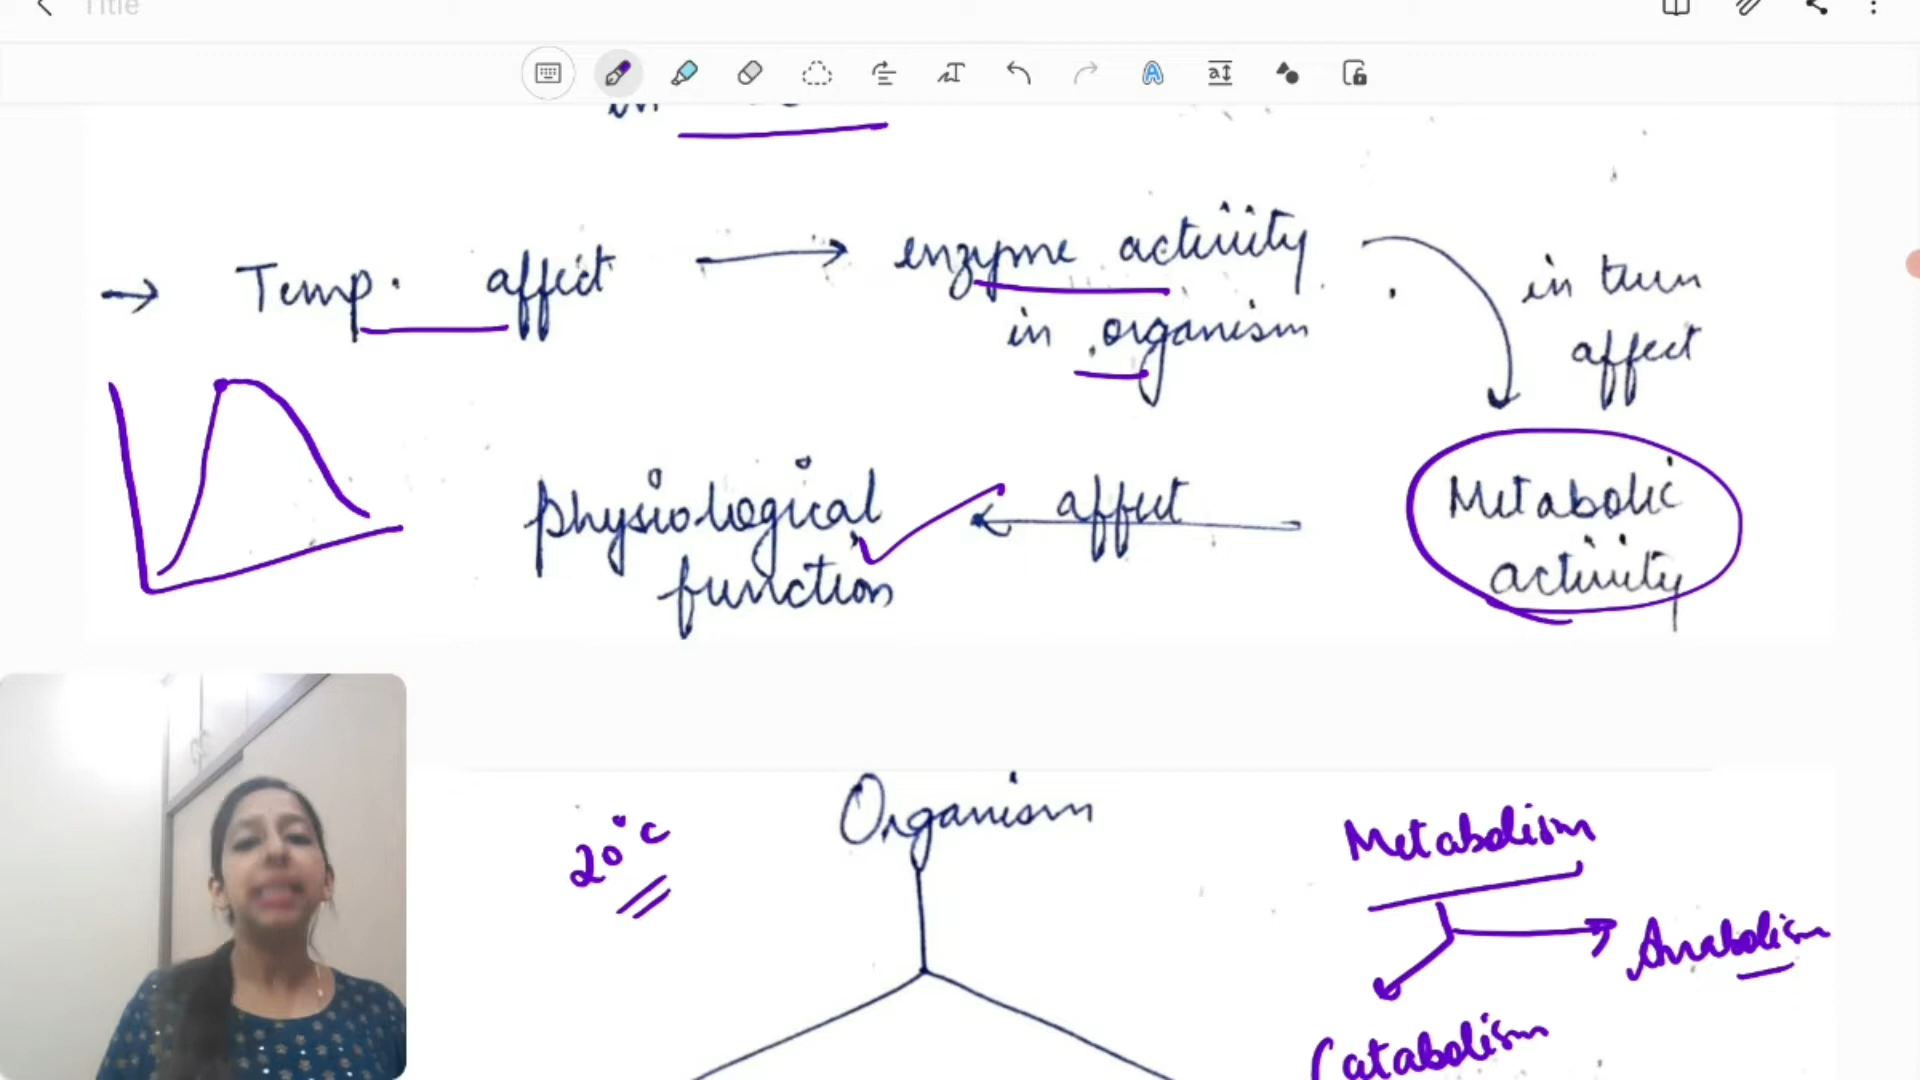 Title
→ Temp. affect → enzyme activity
in organism
in turn
affect
Metabolic
activity
affect
physiological
function
20°C
Organism
Metabolism
Anabolism
Catabolism